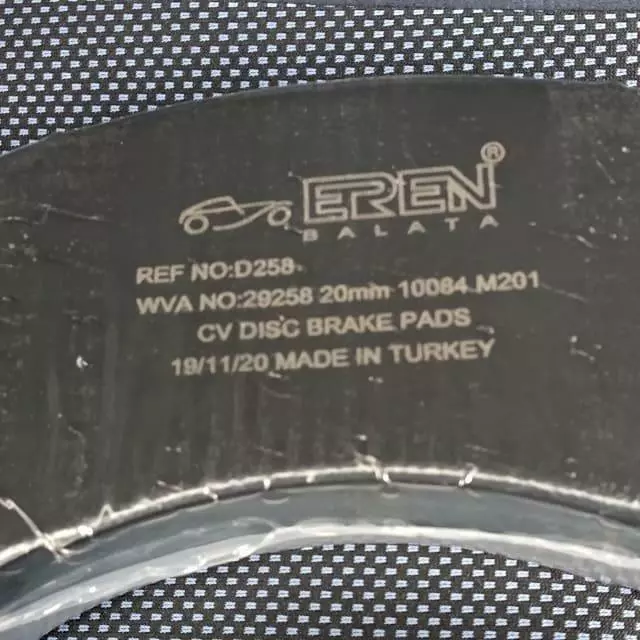 EREN®
BALATA
REF NO:D258
WVA NO:29258 20mm 10084 M201
CV DISC BRAKE PADS
19/11/20 MADE IN TURKEY